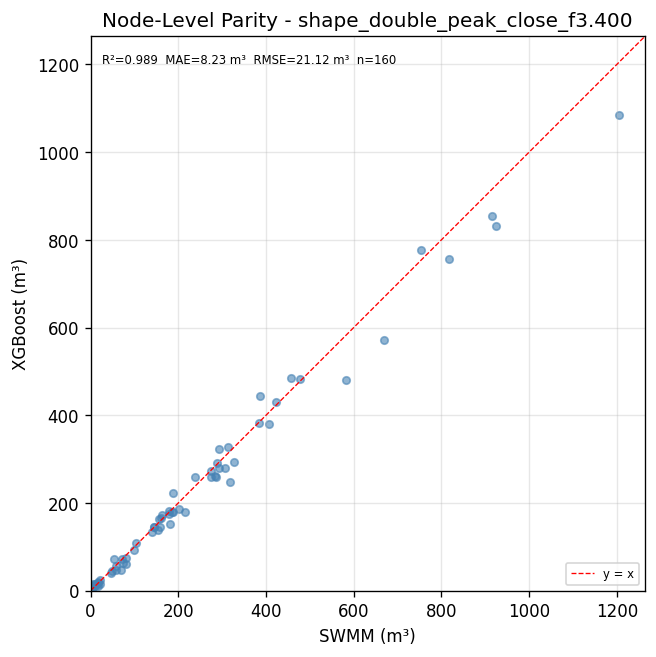 Node-Level Parity - shape_double_peak_close_f3.400
R²=0.989  MAE=8.23 m³  RMSE=21.12 m³  n=160
1200
1000
800
600
400
200
0
XGBoost (m³)
y = x
0 200 400 600 800 1000 1200
SWMM (m³)